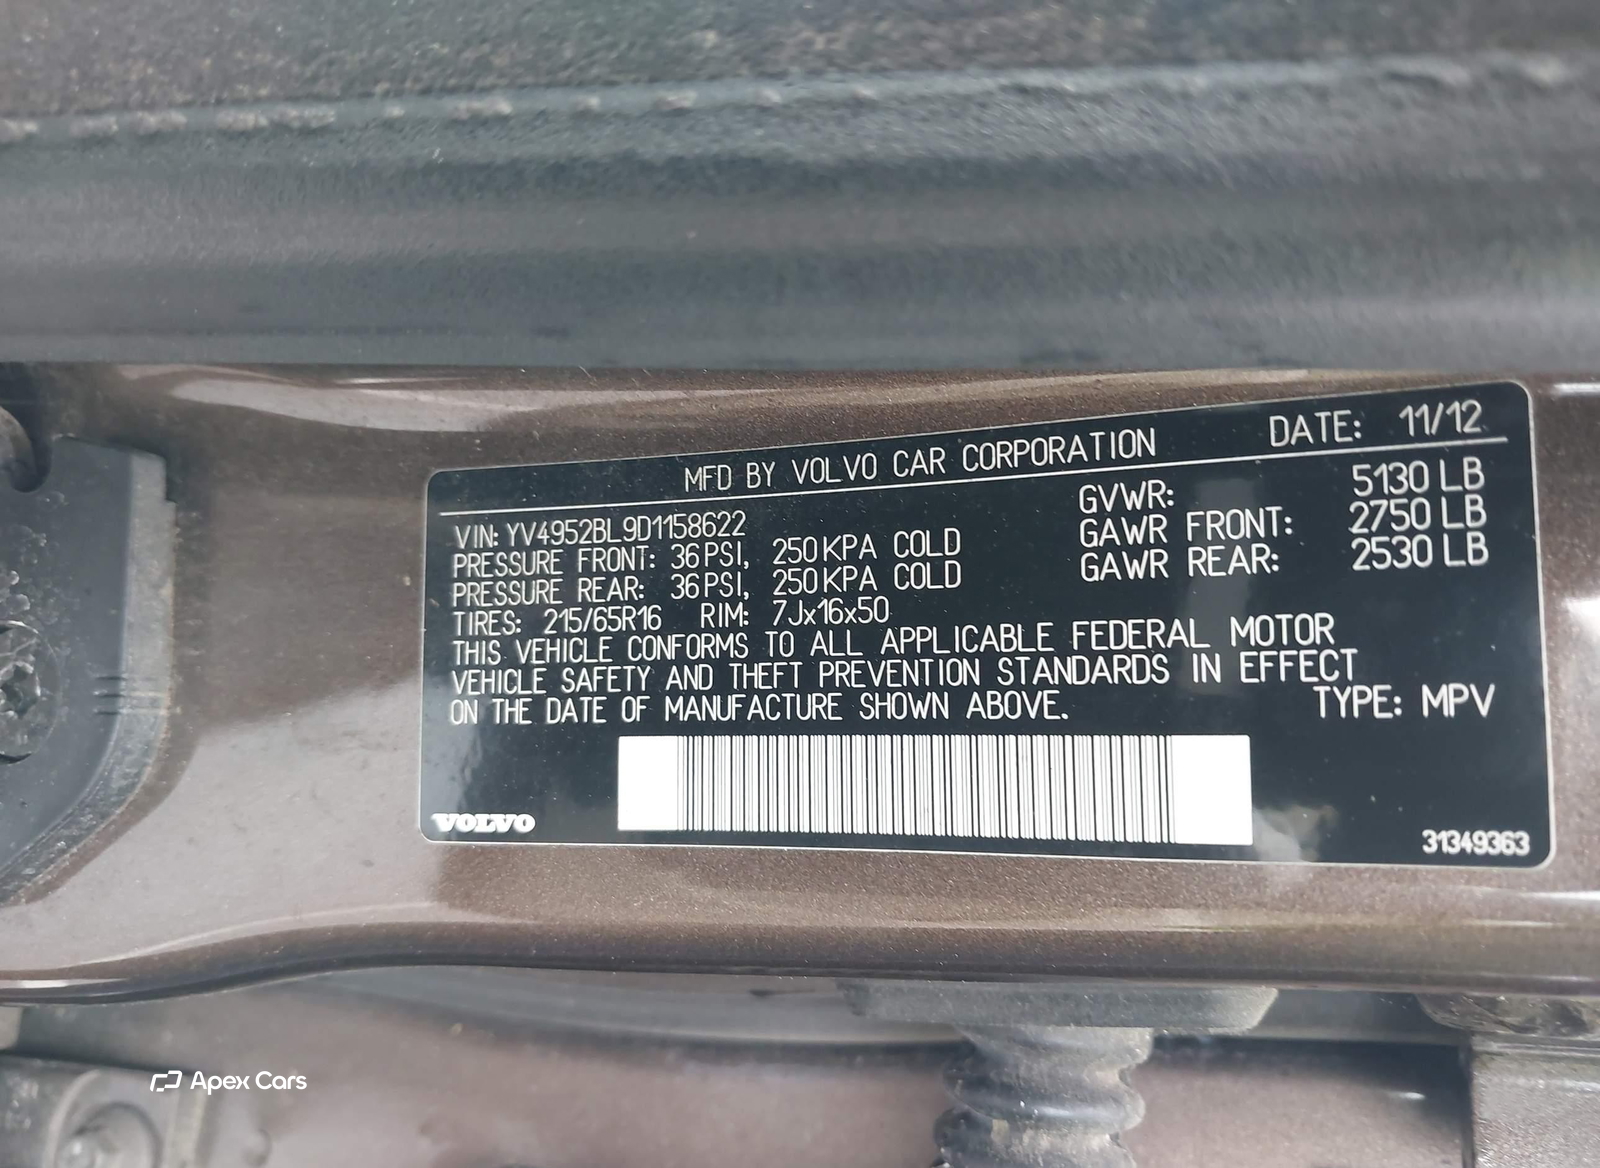 MFD BY VOLVO CAR CORPORATION DATE: 11/12
VIN: YV4952BL9D1158622 GVWR: 5130 LB
PRESSURE FRONT: 36 PSI, 250 KPA COLD GAWR FRONT: 2750 LB
PRESSURE REAR: 36 PSI, 250 KPA COLD GAWR REAR: 2530 LB
TIRES: 215/65R16 RIM: 7Jx16x50
THIS VEHICLE CONFORMS TO ALL APPLICABLE FEDERAL MOTOR
VEHICLE SAFETY AND THEFT PREVENTION STANDARDS IN EFFECT
ON THE DATE OF MANUFACTURE SHOWN ABOVE. TYPE: MPV
VOLVO 31349363
Apex Cars